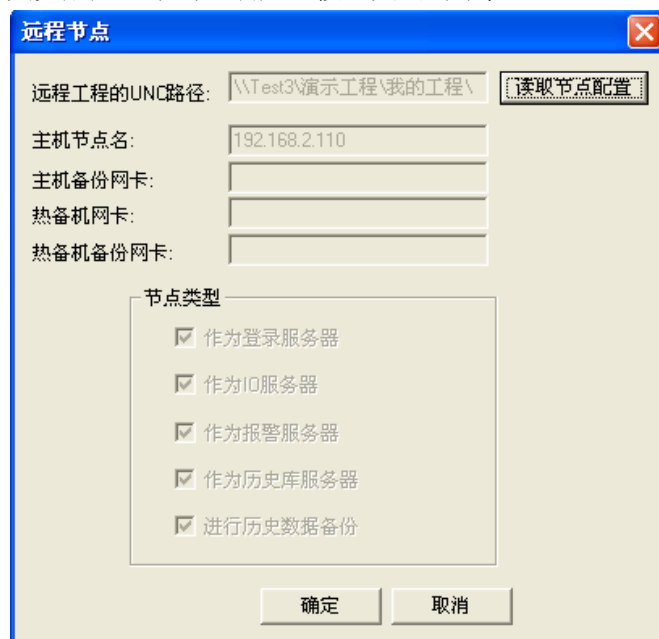 远程节点
远程工程的UNC路径: \\Test3\演示工程\我的工程\ 读取节点配置
主机节点名: 192.168.2.110
主机备份网卡:
热备机网卡:
热备机备份网卡:
节点类型
作为登录服务器
作为IO服务器
作为报警服务器
作为历史库服务器
进行历史数据备份
确定 取消